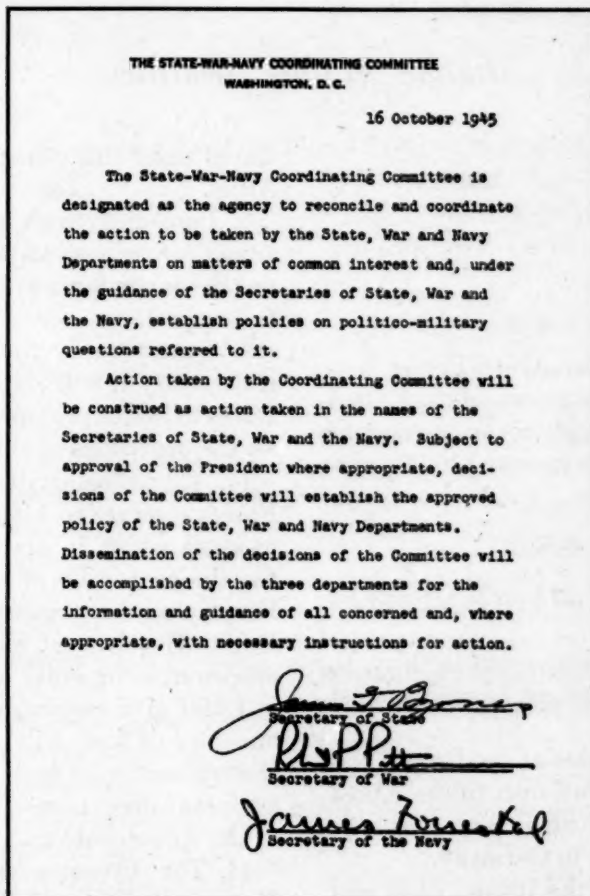 THE STATE-WAR-NAVY COORDINATING COMMITTEE
WASHINGTON, D. C.
16 October 1945
The State-War-Navy Coordinating Committee is
designated as the agency to reconcile and coordinate
the action to be taken by the State, War and Navy
Departments on matters of common interest and, under
the guidance of the Secretaries of State, War and
the Navy, establish policies on politico-military
questions referred to it.
Action taken by the Coordinating Committee will
be construed as action taken in the names of the
Secretaries of State, War and the Navy. Subject to
approval of the President where appropriate, deci-
sions of the Committee will establish the approved
policy of the State, War and Navy Departments.
Dissemination of the decisions of the Committee will
be accomplished by the three departments for the
information and guidance of all concerned and, where
appropriate, with necessary instructions for action.
Secretary of State
Secretary of War
James Forrestal
Secretary of the Navy